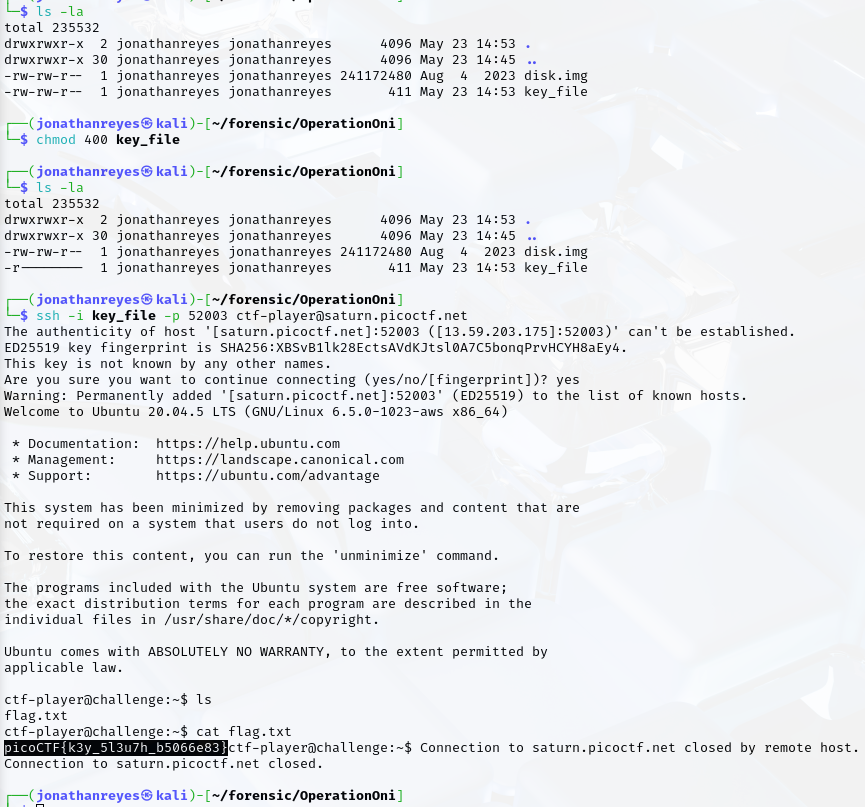 └─$ ls -la
total 235532
drwxrwxr-x  2 jonathanreyes jonathanreyes      4096 May 23 14:53 .
drwxrwxr-x 30 jonathanreyes jonathanreyes      4096 May 23 14:45 ..
-rw-rw-r--  1 jonathanreyes jonathanreyes 241172480 Aug  4  2023 disk.img
-rw-rw-r--  1 jonathanreyes jonathanreyes       411 May 23 14:53 key_file
┌──(jonathanreyes㉿kali)-[~/forensic/OperationOni]
└─$ chmod 400 key_file
┌──(jonathanreyes㉿kali)-[~/forensic/OperationOni]
└─$ ls -la
total 235532
drwxrwxr-x  2 jonathanreyes jonathanreyes      4096 May 23 14:53 .
drwxrwxr-x 30 jonathanreyes jonathanreyes      4096 May 23 14:45 ..
-rw-rw-r--  1 jonathanreyes jonathanreyes 241172480 Aug  4  2023 disk.img
-r--------  1 jonathanreyes jonathanreyes       411 May 23 14:53 key_file
┌──(jonathanreyes㉿kali)-[~/forensic/OperationOni]
└─$ ssh -i key_file -p 52003 ctf-player@saturn.picoctf.net
The authenticity of host '[saturn.picoctf.net]:52003 ([13.59.203.175]:52003)' can't be established.
ED25519 key fingerprint is SHA256:XBSvB1lk28EctsAVdKJtsl0A7C5bonqPrvHCYH8aEy4.
This key is not known by any other names.
Are you sure you want to continue connecting (yes/no/[fingerprint])? yes
Warning: Permanently added '[saturn.picoctf.net]:52003' (ED25519) to the list of known hosts.
Welcome to Ubuntu 20.04.5 LTS (GNU/Linux 6.5.0-1023-aws x86_64)
 * Documentation:  https://help.ubuntu.com
 * Management:     https://landscape.canonical.com
 * Support:        https://ubuntu.com/advantage
This system has been minimized by removing packages and content that are
not required on a system that users do not log into.
To restore this content, you can run the 'unminimize' command.
The programs included with the Ubuntu system are free software;
the exact distribution terms for each program are described in the
individual files in /usr/share/doc/*/copyright.
Ubuntu comes with ABSOLUTELY NO WARRANTY, to the extent permitted by
applicable law.
ctf-player@challenge:~$ ls
flag.txt
ctf-player@challenge:~$ cat flag.txt
picoCTF{k3y_5l3u7h_b5066e83}ctf-player@challenge:~$ Connection to saturn.picoctf.net closed by remote host.
Connection to saturn.picoctf.net closed.
┌──(jonathanreyes㉿kali)-[~/forensic/OperationOni]
└─$